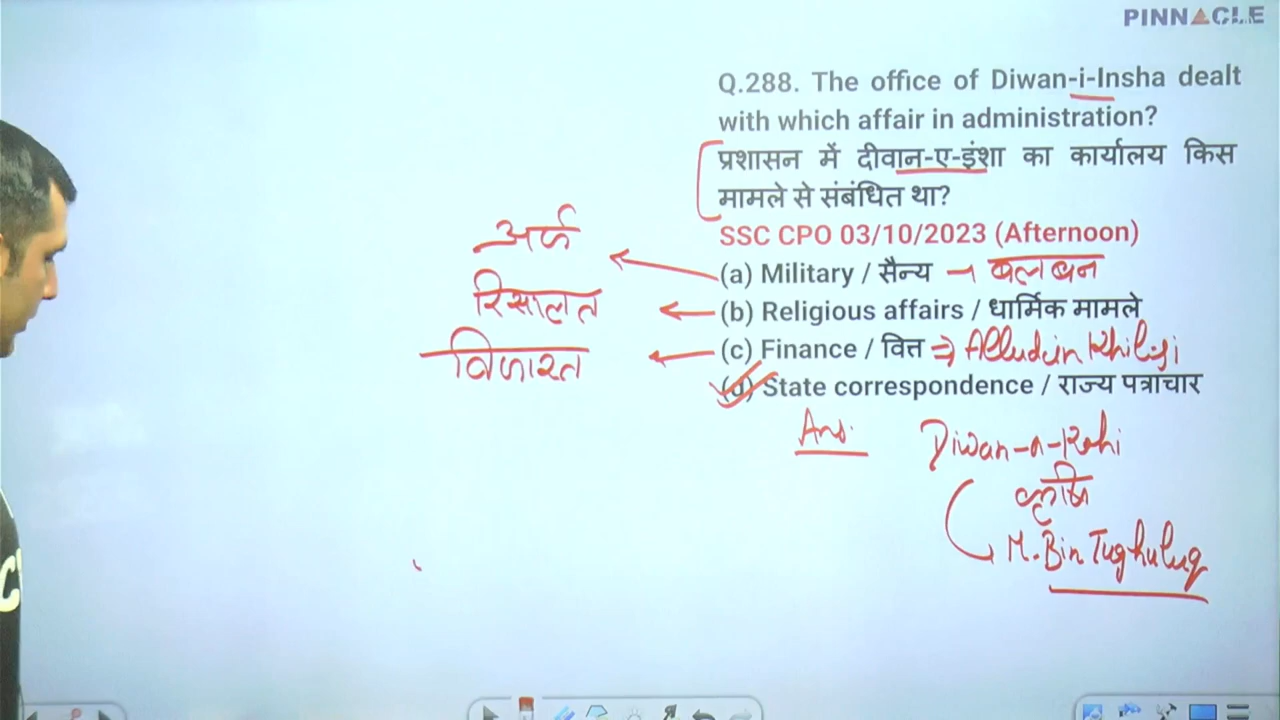 PINNACLE
Q.288. The office of Diwan-i-Insha dealt
with which affair in administration?
प्रशासन में दीवान-ए-इंशा का कार्यालय किस
मामले से संबंधित था?
SSC CPO 03/10/2023 (Afternoon)
(a) Military / सैन्य → बलबन
(b) Religious affairs / धार्मिक मामले
(c) Finance / वित्त ⇒ Alludin Khilji
(d) State correspondence / राज्य पत्राचार
अर्ज
रिसालत
विजारत
Ans.
Diwan-a-Kohi
कृषि
M. Bin Tughuluq